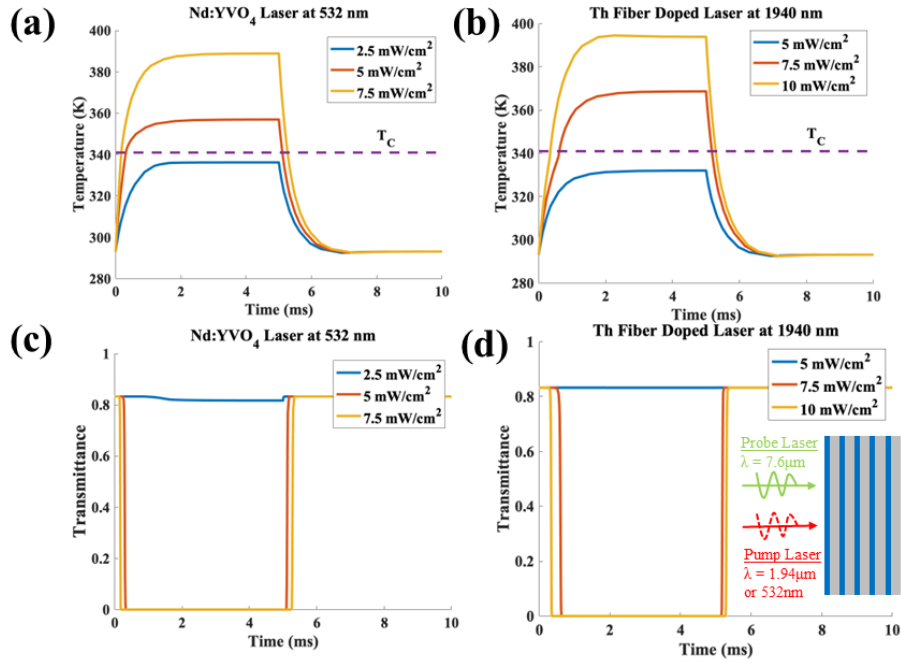 (a)
Nd:YVO4 Laser at 532 nm
400
380
360
340
320
300
280
Temperature (K)
2.5 mW/cm2
5 mW/cm2
7.5 mW/cm2
TC
0 2 4 6 8 10
Time (ms)
(b)
Th Fiber Doped Laser at 1940 nm
400
380
360
340
320
300
280
Temperature (K)
5 mW/cm2
7.5 mW/cm2
10 mW/cm2
TC
0 2 4 6 8 10
Time (ms)
(c)
Nd:YVO4 Laser at 532 nm
1
0.8
0.6
0.4
0.2
0
Transmittance
2.5 mW/cm2
5 mW/cm2
7.5 mW/cm2
0 2 4 6 8 10
Time (ms)
(d)
Th Fiber Doped Laser at 1940 nm
1
0.8
0.6
0.4
0.2
0
Transmittance
5 mW/cm2
7.5 mW/cm2
10 mW/cm2
Probe Laser
λ = 7.6μm
Pump Laser
λ = 1.94μm
or 532nm
0 2 4 6 8 10
Time (ms)